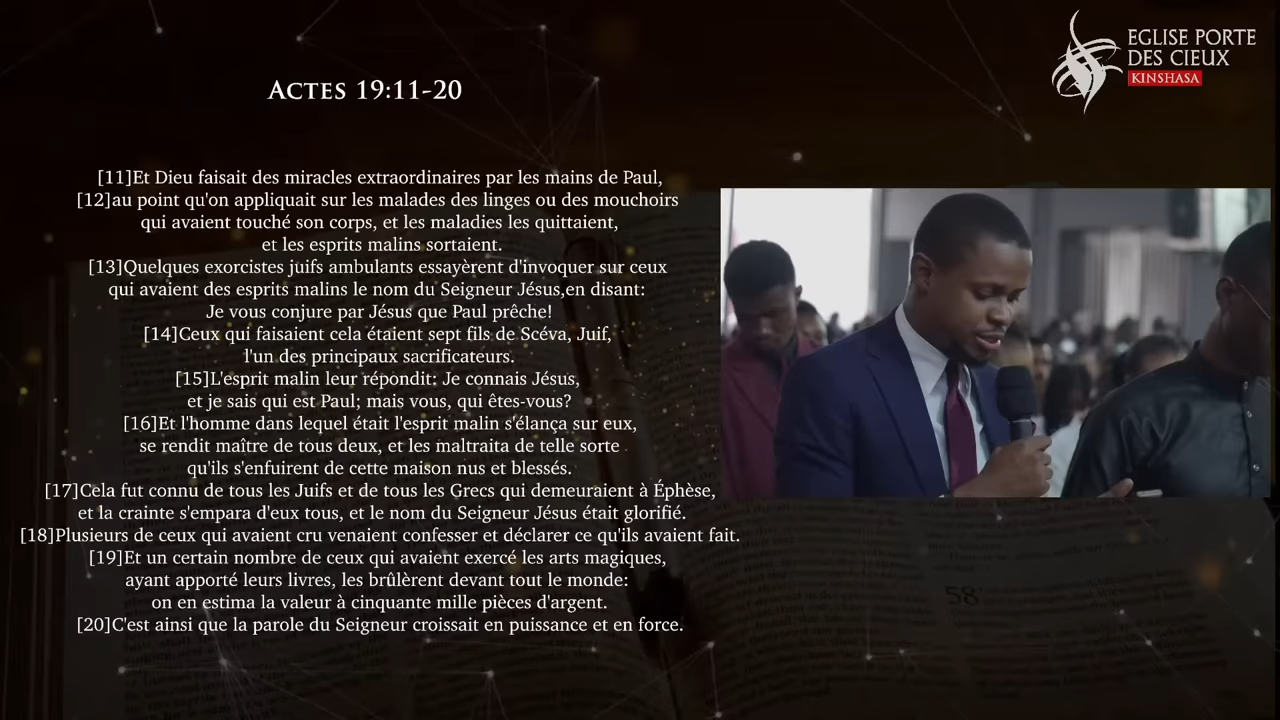 EGLISE PORTE
DES CIEUX
KINSHASA
ACTES 19:11-20
[11]Et Dieu faisait des miracles extraordinaires par les mains de Paul,
[12]au point qu'on appliquait sur les malades des linges ou des mouchoirs
qui avaient touché son corps, et les maladies les quittaient,
et les esprits malins sortaient.
[13]Quelques exorcistes juifs ambulants essayèrent d'invoquer sur ceux
qui avaient des esprits malins le nom du Seigneur Jésus,en disant:
Je vous conjure par Jésus que Paul prêche!
[14]Ceux qui faisaient cela étaient sept fils de Scéva, Juif,
l'un des principaux sacrificateurs.
[15]L'esprit malin leur répondit: Je connais Jésus,
et je sais qui est Paul; mais vous, qui êtes-vous?
[16]Et l'homme dans lequel était l'esprit malin s'élança sur eux,
se rendit maître de tous deux, et les maltraita de telle sorte
qu'ils s'enfuirent de cette maison nus et blessés.
[17]Cela fut connu de tous les Juifs et de tous les Grecs qui demeuraient à Éphèse,
et la crainte s'empara d'eux tous, et le nom du Seigneur Jésus était glorifié.
[18]Plusieurs de ceux qui avaient cru venaient confesser et déclarer ce qu'ils avaient fait.
[19]Et un certain nombre de ceux qui avaient exercé les arts magiques,
ayant apporté leurs livres, les brûlèrent devant tout le monde:
on en estima la valeur à cinquante mille pièces d'argent.
[20]C'est ainsi que la parole du Seigneur croissait en puissance et en force.
58